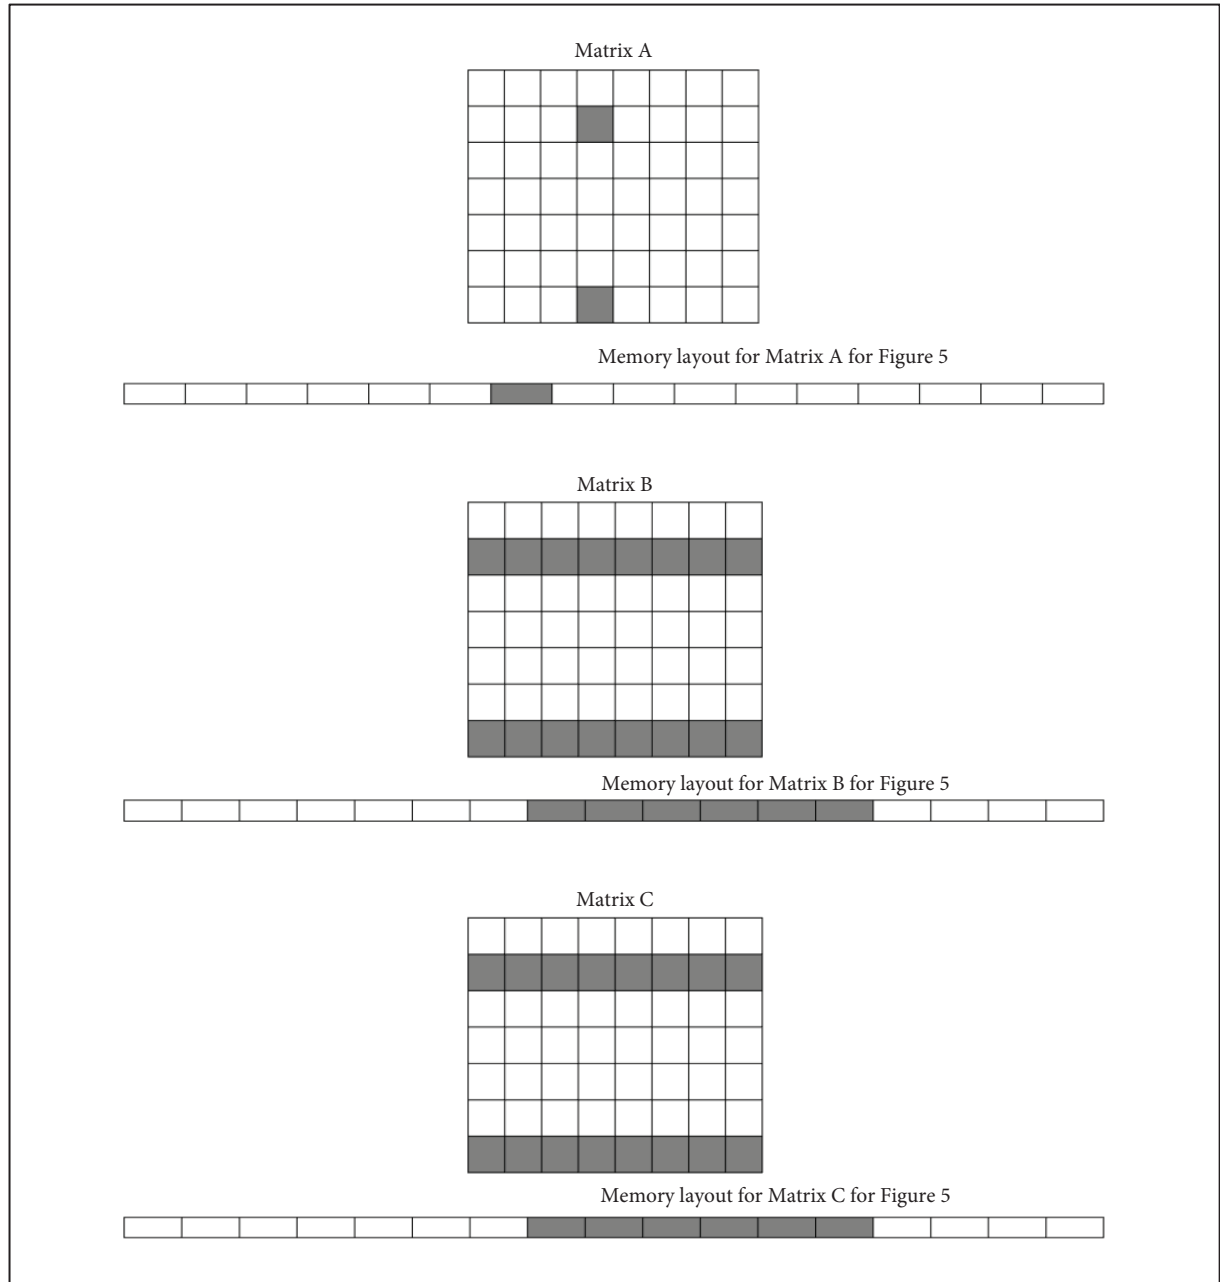 Matrix A
Memory layout for Matrix A for Figure 5
Matrix B
Memory layout for Matrix B for Figure 5
Matrix C
Memory layout for Matrix C for Figure 5